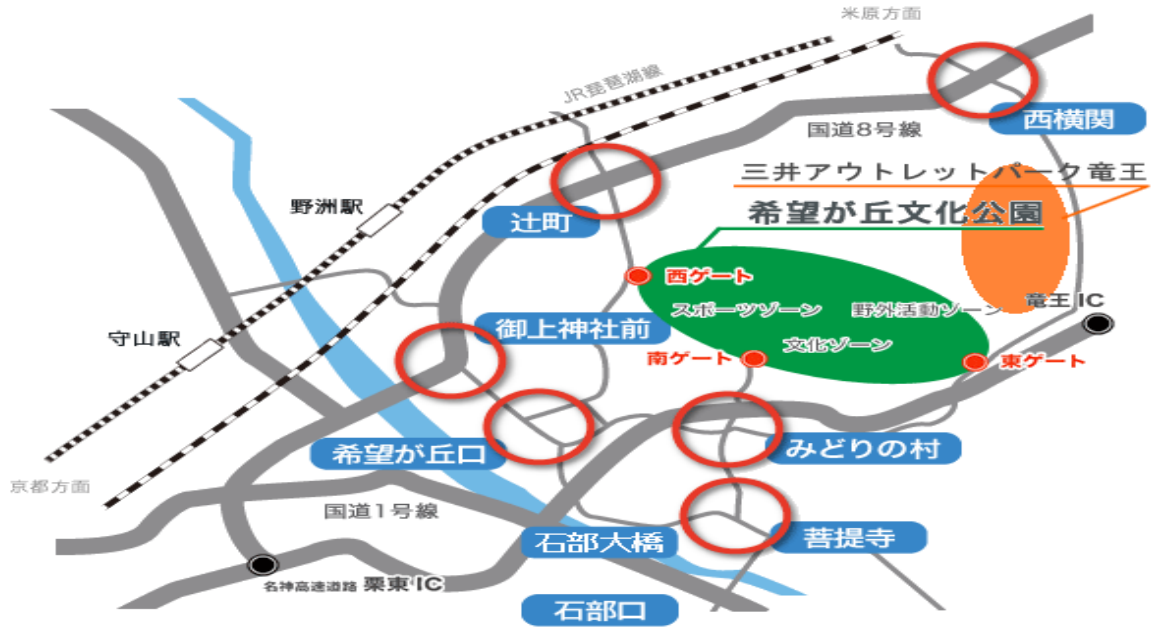 米原方面
JR琵琶湖線
西横関
国道8号線
三井アウトレットパーク竜王
野洲駅
辻町
希望が丘文化公園
西ゲート
スポーツゾーン
野外活動ゾーン
竜王IC
御上神社前
守山駅
文化ゾーン
南ゲート
東ゲート
希望が丘口
みどりの村
京都方面
国道1号線
石部大橋
菩提寺
名神高速道路 栗東IC
石部口